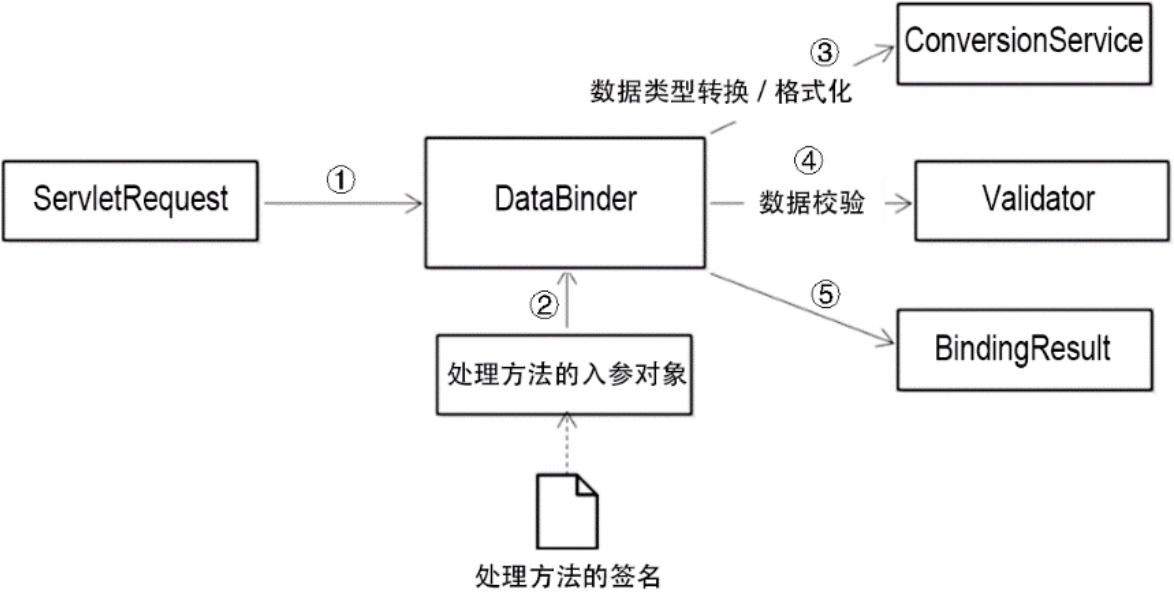 ③
ConversionService
数据类型转换 / 格式化
ServletRequest
①
DataBinder
④
数据校验
Validator
②
⑤
处理方法的入参对象
BindingResult
处理方法的签名